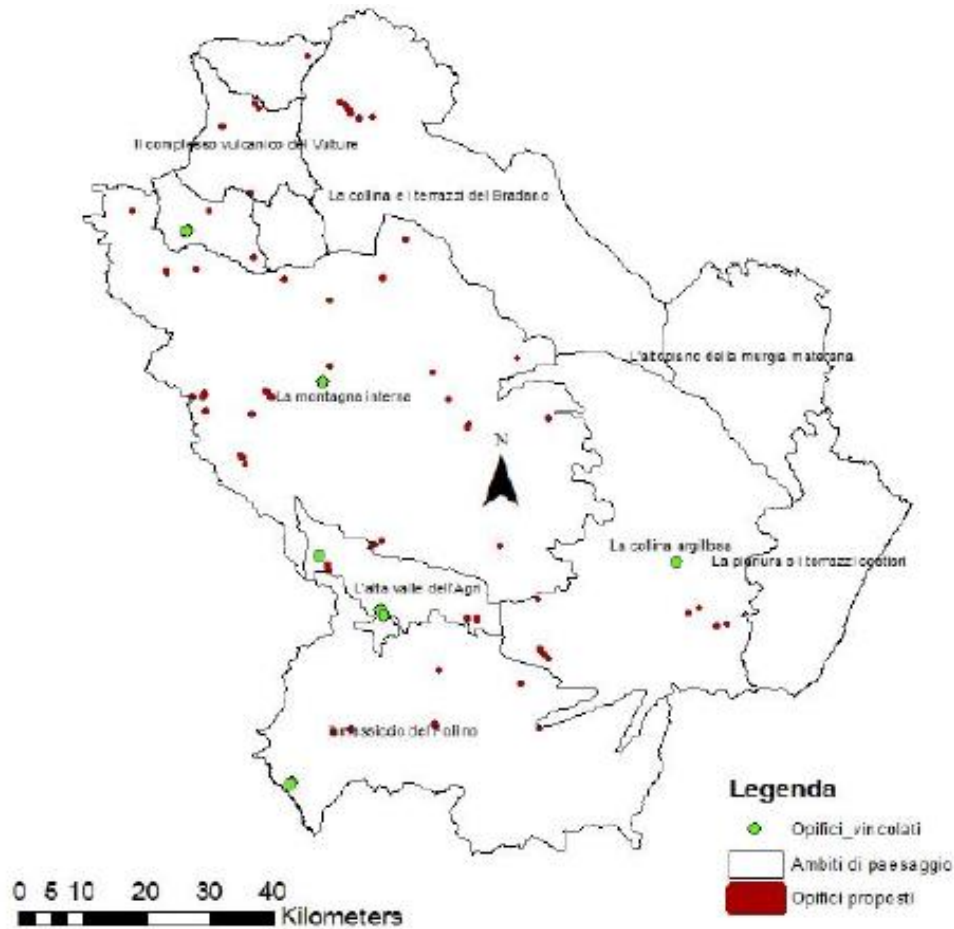 Il complesso vulcanico del Vulture
La collina e i terrazzi del Bradano
L'altopiano della murgia materana
La montagna interna
N
La collina argillosa
La pianura e i terrazzi costieri
L'alta valle dell'Agri
massiccio del Pollino
Legenda
Opifici_vincolati
Ambiti di paesaggio
Opifici proposti
0 5 10 20 30 40
Kilometers